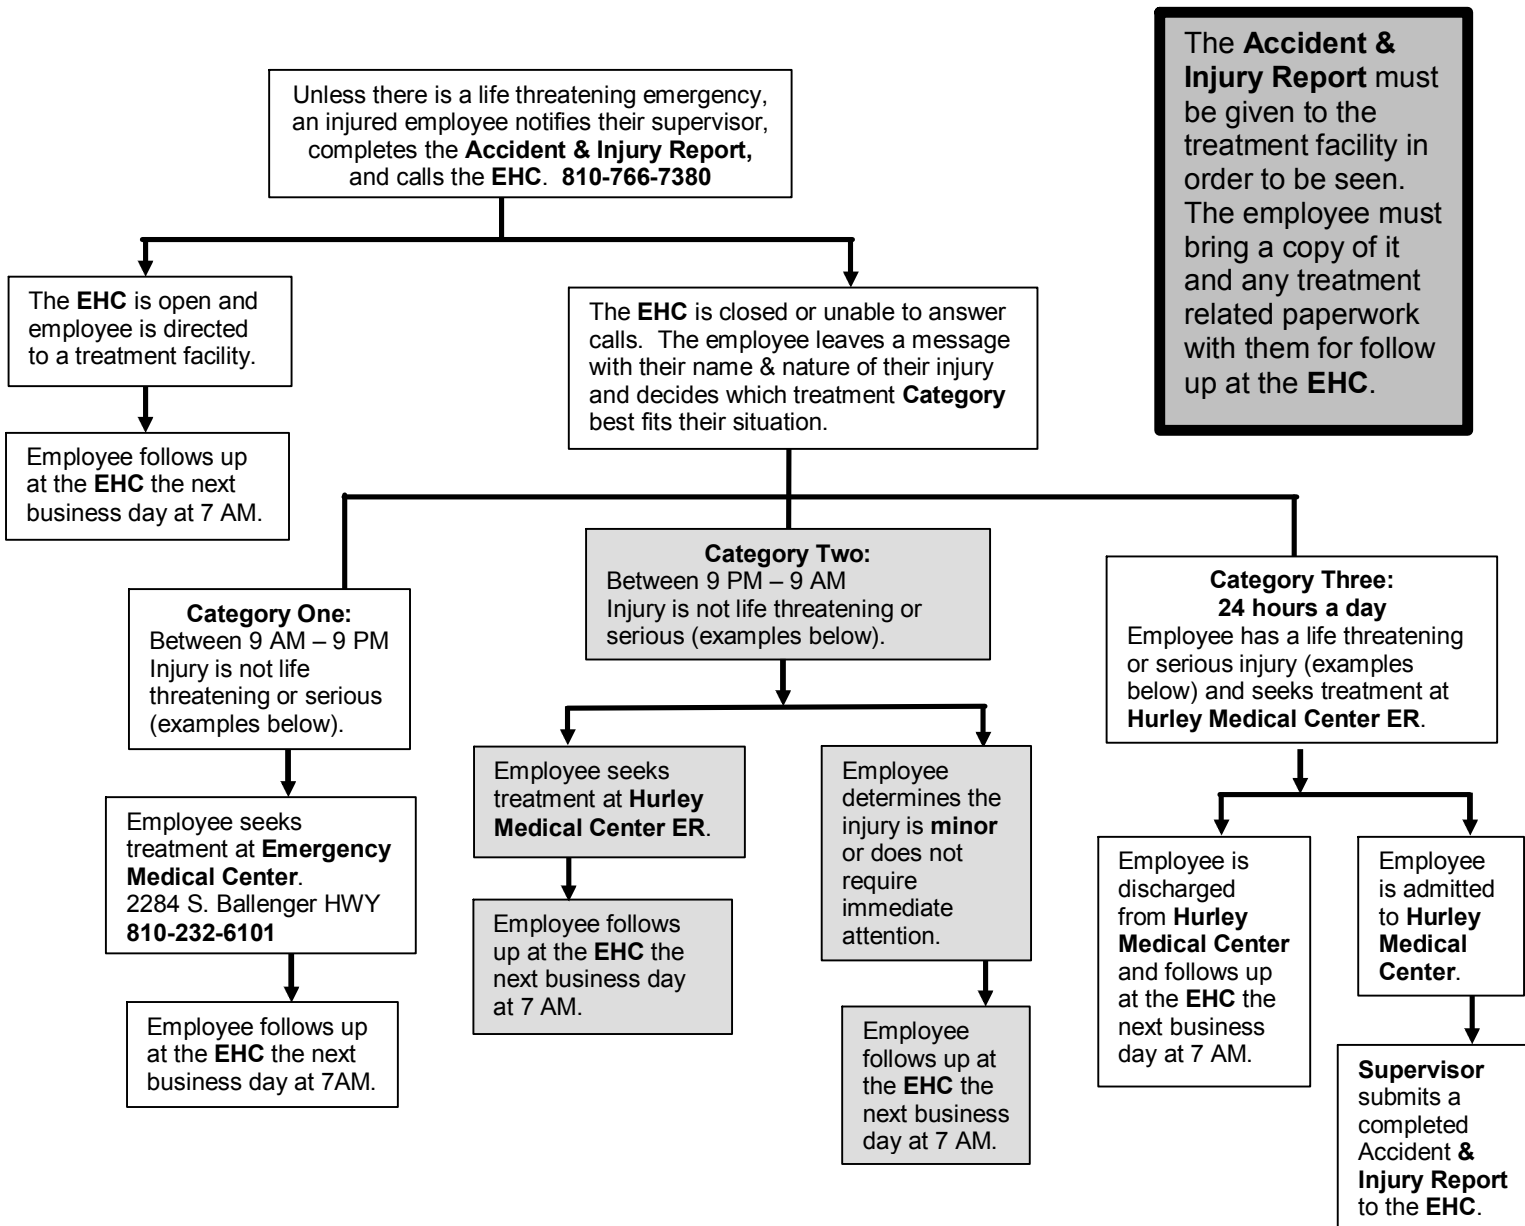 Unless there is a life threatening emergency,
an injured employee notifies their supervisor,
completes the Accident & Injury Report,
and calls the EHC. 810-766-7380
The Accident &
Injury Report must
be given to the
treatment facility in
order to be seen.
The employee must
bring a copy of it
and any treatment
related paperwork
with them for follow
up at the EHC.
The EHC is open and
employee is directed
to a treatment facility.
Employee follows up
at the EHC the next
business day at 7 AM.
The EHC is closed or unable to answer
calls. The employee leaves a message
with their name & nature of their injury
and decides which treatment Category
best fits their situation.
Category One:
Between 9 AM – 9 PM
Injury is not life
threatening or serious
(examples below).
Employee seeks
treatment at Emergency
Medical Center.
2284 S. Ballenger HWY
810-232-6101
Employee follows up
at the EHC the next
business day at 7AM.
Category Two:
Between 9 PM – 9 AM
Injury is not life threatening or
serious (examples below).
Employee seeks
treatment at Hurley
Medical Center ER.
Employee follows
up at the EHC the
next business day
at 7 AM.
Employee
determines the
injury is minor
or does not
require
immediate
attention.
Employee
follows up at
the EHC the
next business
day at 7 AM.
Category Three:
24 hours a day
Employee has a life threatening
or serious injury (examples
below) and seeks treatment at
Hurley Medical Center ER.
Employee is
discharged
from Hurley
Medical Center
and follows up
at the EHC the
next business
day at 7 AM.
Employee
is admitted
to Hurley
Medical
Center.
Supervisor
submits a
completed
Accident &
Injury Report
to the EHC.